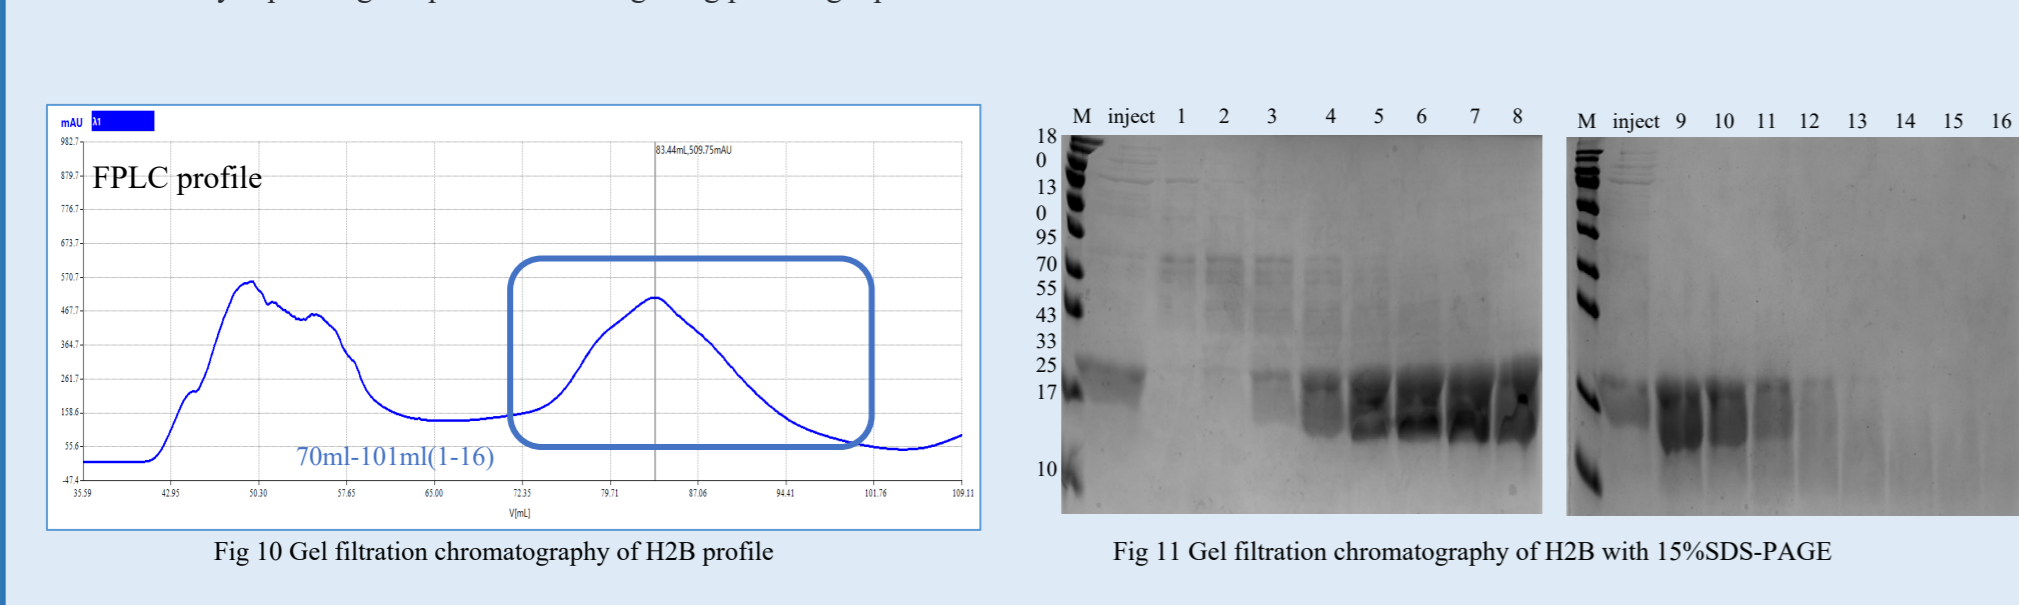 mAU λ1
982.7
879.7
776.7
673.7
570.7
467.7
364.7
261.7
158.6
55.6
-47.4
FPLC profile
83.44mL,509.75mAU
70ml-101ml(1-16)
35.59 42.95 50.30 57.65 65.00 72.35 79.71 87.06 94.41 101.76 109.11
V[mL]
Fig 10 Gel filtration chromatography of H2B profile
M inject 1 2 3 4 5 6 7 8
18
0
13
0
95
70
55
43
33
25
17
10
M inject 9 10 11 12 13 14 15 16
Fig 11 Gel filtration chromatography of H2B with 15%SDS-PAGE